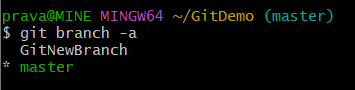 prava@MINE MINGW64 ~/GitDemo (master)
$ git branch -a
  GitNewBranch
* master